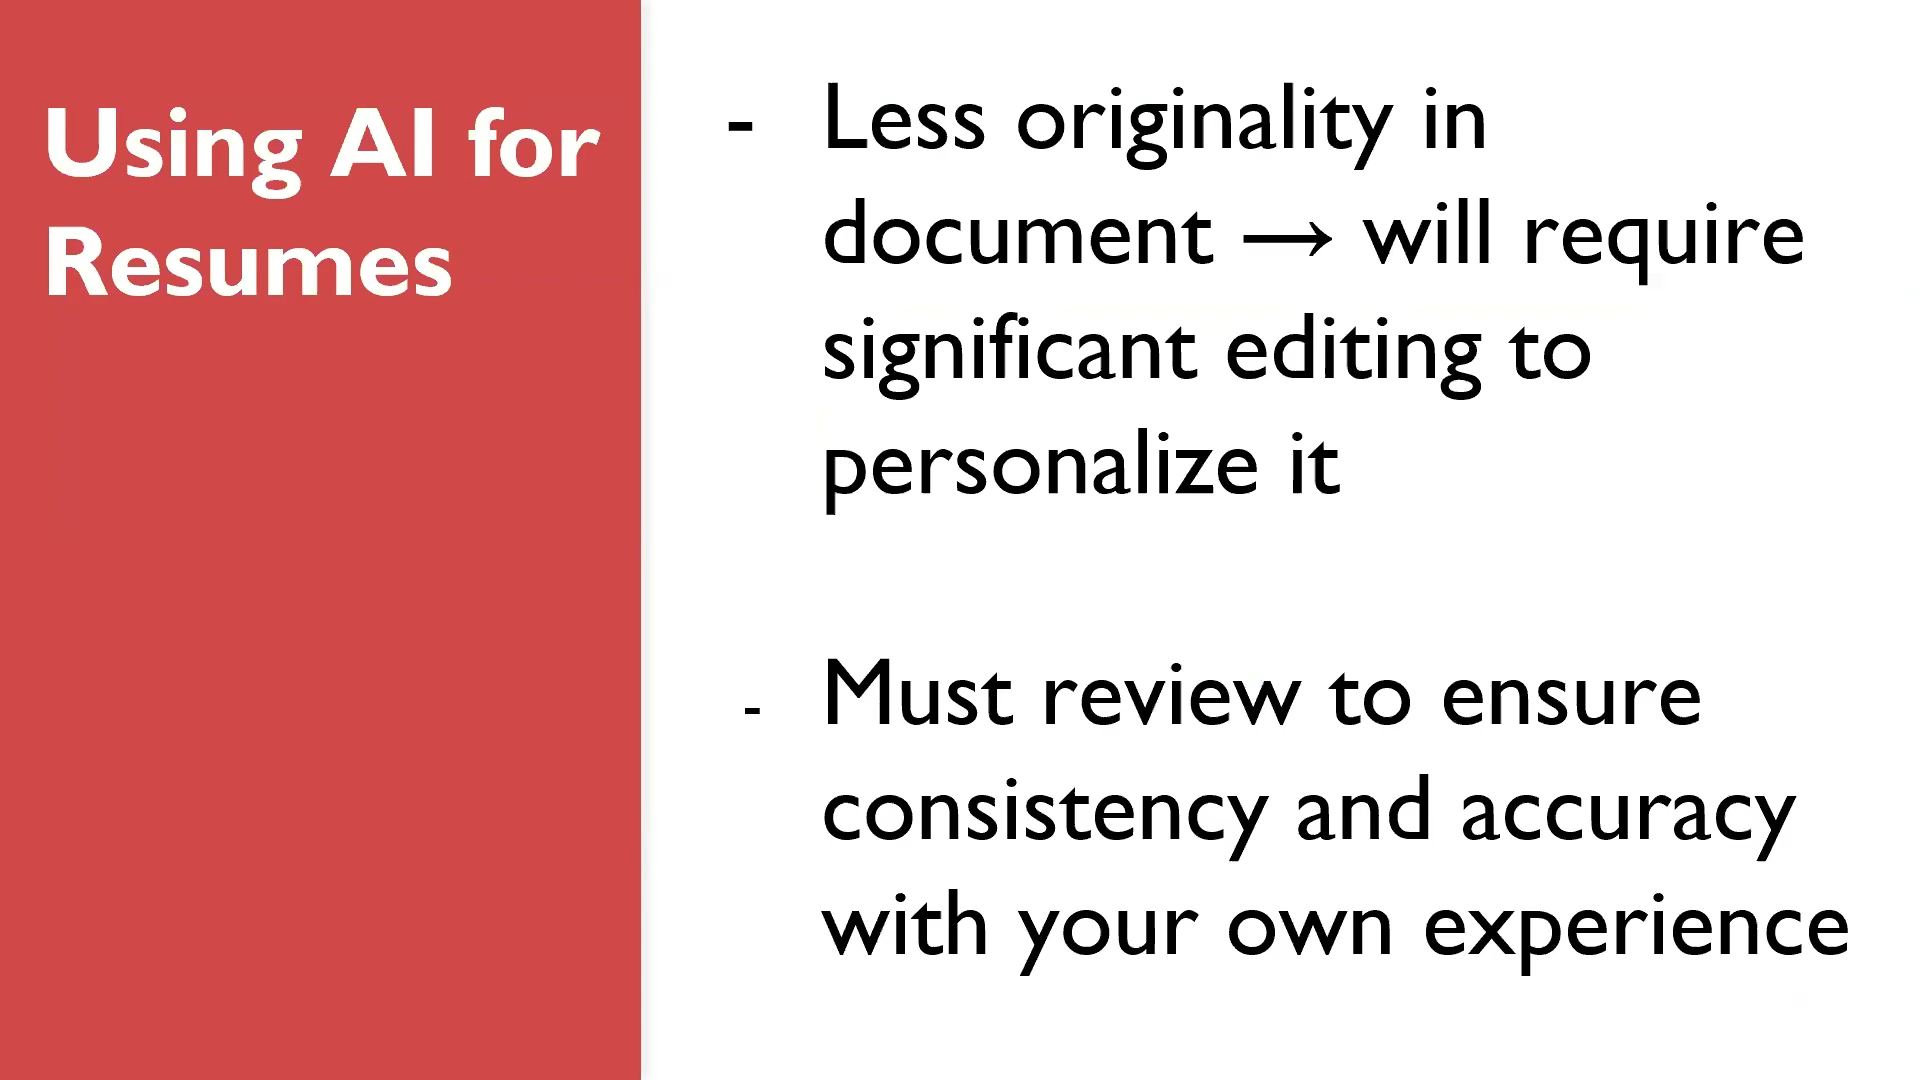 Using AI for
Resumes
- Less originality in
document → will require
significant editing to
personalize it
- Must review to ensure
consistency and accuracy
with your own experience